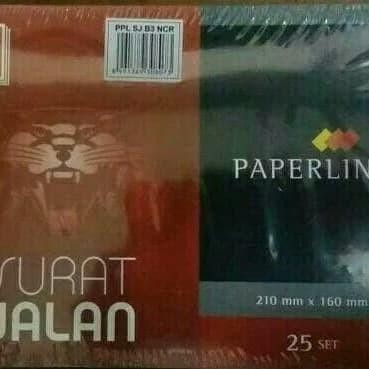 PPL SJ B3 NCR
PAPERLIN
SURAT
JALAN
210 mm x 160 mm
25 SET